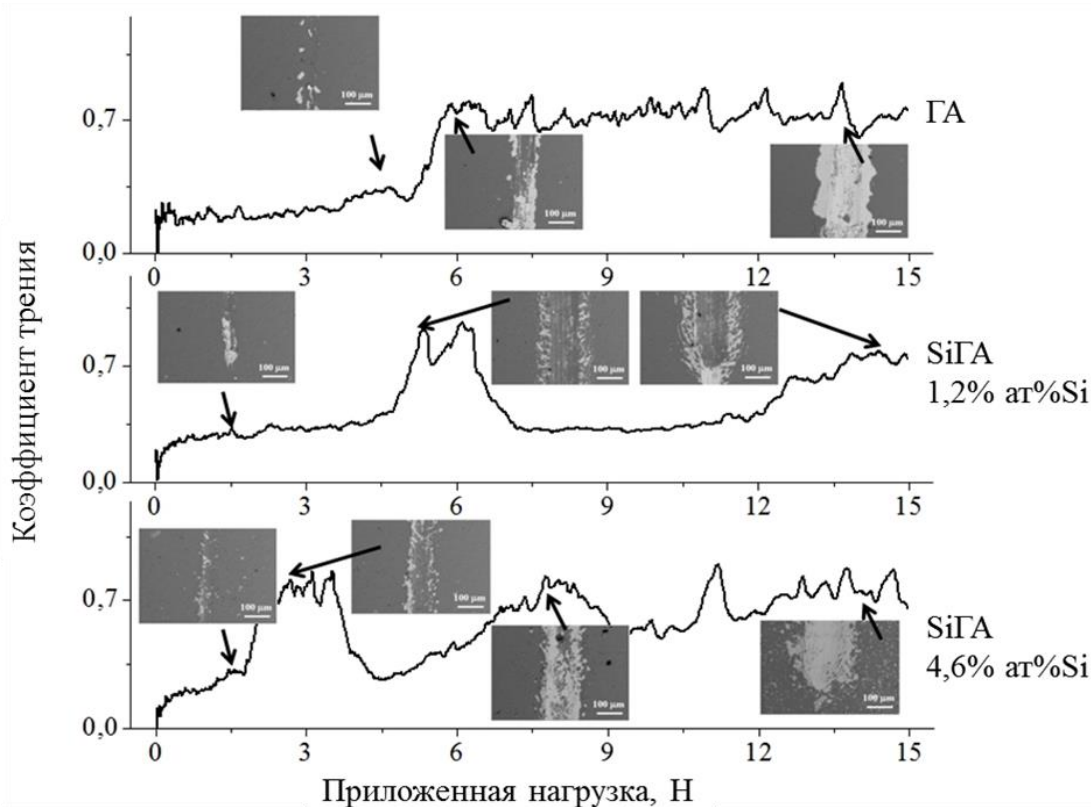 100 µm
0,7
ГА
100 µm
100 µm
0,0
0 3 6 9 12 15
Коэффициент трения
100 µm
100 µm
100 µm
0,7
SiГА
1,2% ат%Si
0,0
0 3 6 9 12 15
100 µm
100 µm
0,7
SiГА
4,6% ат%Si
100 µm
100 µm
0,0
0 3 6 9 12 15
Приложенная нагрузка, Н